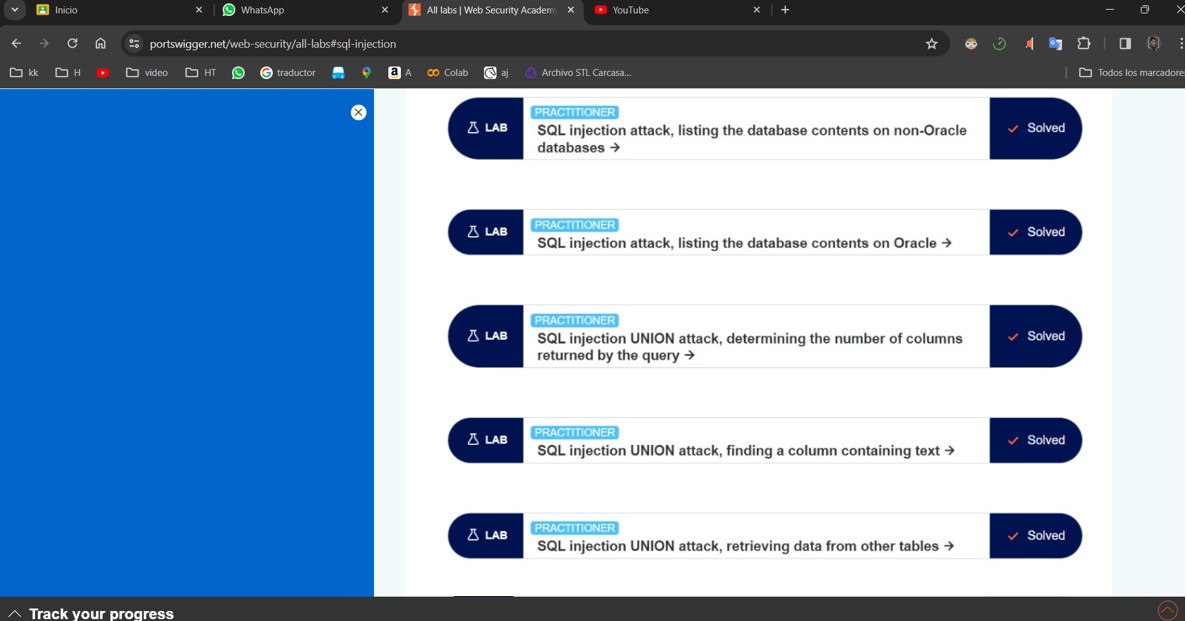 Inicio
WhatsApp
All labs | Web Security Academy
YouTube
portswigger.net/web-security/all-labs#sql-injection
kk
H
video
HT
traductor
a A
Colab
aj
Archivo STL Carcasa...
Todos los marcadores
LAB
PRACTITIONER
SQL injection attack, listing the database contents on non-Oracle
databases →
Solved
LAB
PRACTITIONER
SQL injection attack, listing the database contents on Oracle →
Solved
LAB
PRACTITIONER
SQL injection UNION attack, determining the number of columns
returned by the query →
Solved
LAB
PRACTITIONER
SQL injection UNION attack, finding a column containing text →
Solved
LAB
PRACTITIONER
SQL injection UNION attack, retrieving data from other tables →
Solved
Track your progress